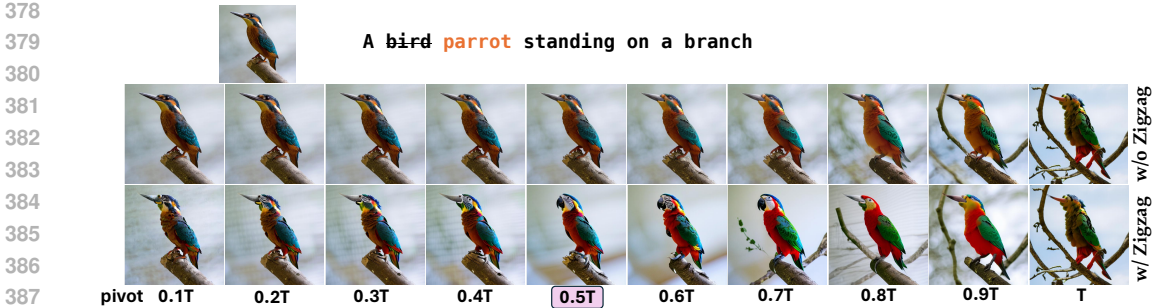 378
379 A bird parrot standing on a branch
380
381
382 w/o Zigzag
383
384
385 w/ Zigzag
386
387 pivot 0.1T 0.2T 0.3T 0.4T 0.5T 0.6T 0.7T 0.8T 0.9T T